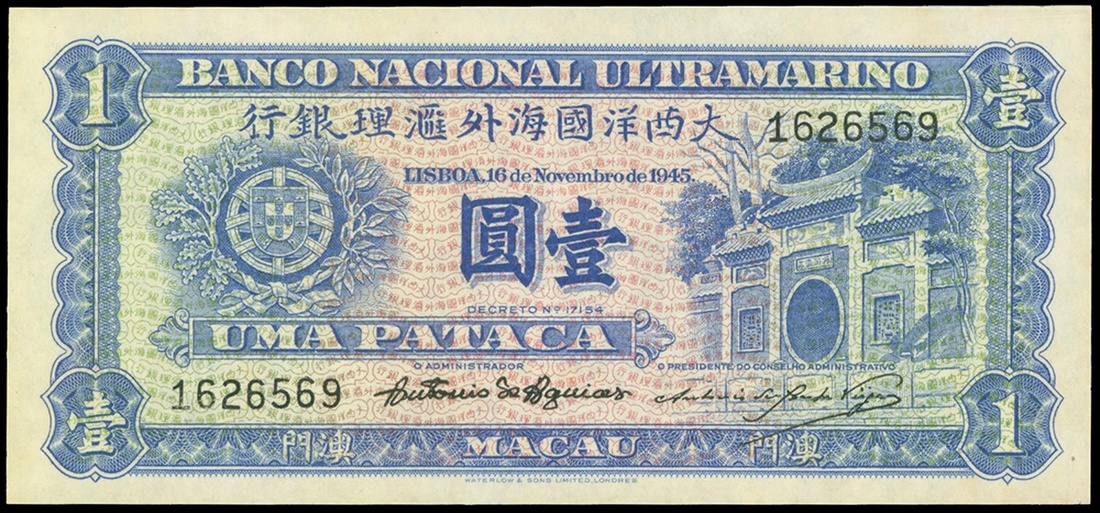 1
BANCO NACIONAL ULTRAMARINO
壹
大西洋國海外滙理銀行
1626569
LISBOA, 16 de Novembro de 1945.
壹圓
DECRETO Nº 17154
UMA PATACA
O ADMINISTRADOR
O PRESIDENTE DO CONSELHO ADMINISTRATIVO
1626569
壹
澳門
MACAU
澳門
1
WATERLOW & SONS LIMITED, LONDRES